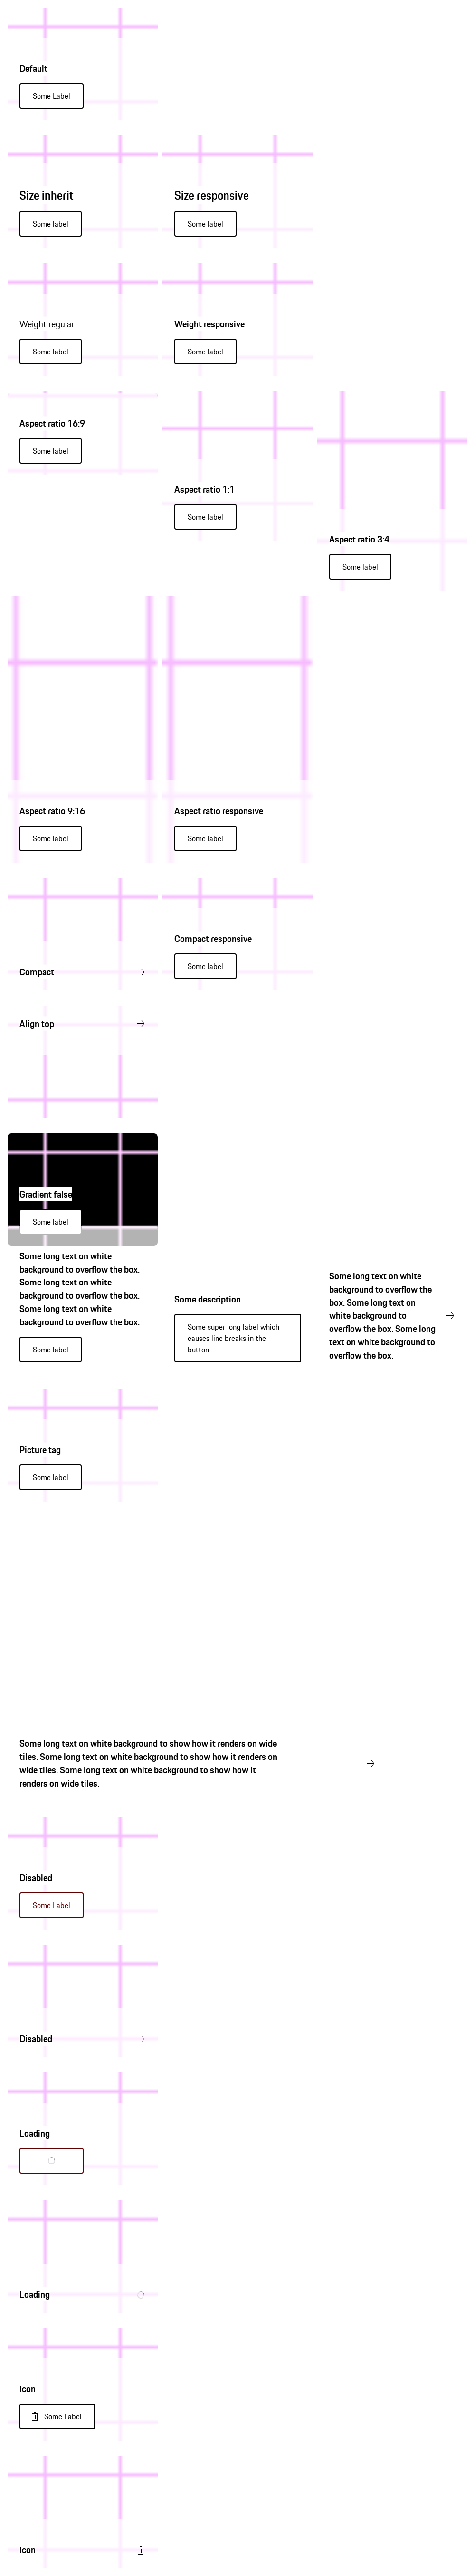 Default
Some Label
Size inherit
Some label
Size responsive
Some label
Weight regular
Some label
Weight responsive
Some label
Aspect ratio 16:9
Some label
Aspect ratio 1:1
Some label
Aspect ratio 3:4
Some label
Aspect ratio 9:16
Some label
Aspect ratio responsive
Some label
Compact
Compact responsive
Some label
Align top
Gradient false
Some label
Some long text on white
background to overflow the box.
Some long text on white
background to overflow the box.
Some long text on white
background to overflow the box.
Some label
Some description
Some super long label which
causes line breaks in the
button
Some long text on white
background to overflow the
box. Some long text on
white background to
overflow the box. Some long
text on white background to
overflow the box.
Picture tag
Some label
Some long text on white background to show how it renders on wide
tiles. Some long text on white background to show how it renders on
wide tiles. Some long text on white background to show how it
renders on wide tiles.
Disabled
Some Label
Disabled
Loading
Loading
Icon
Some Label
Icon